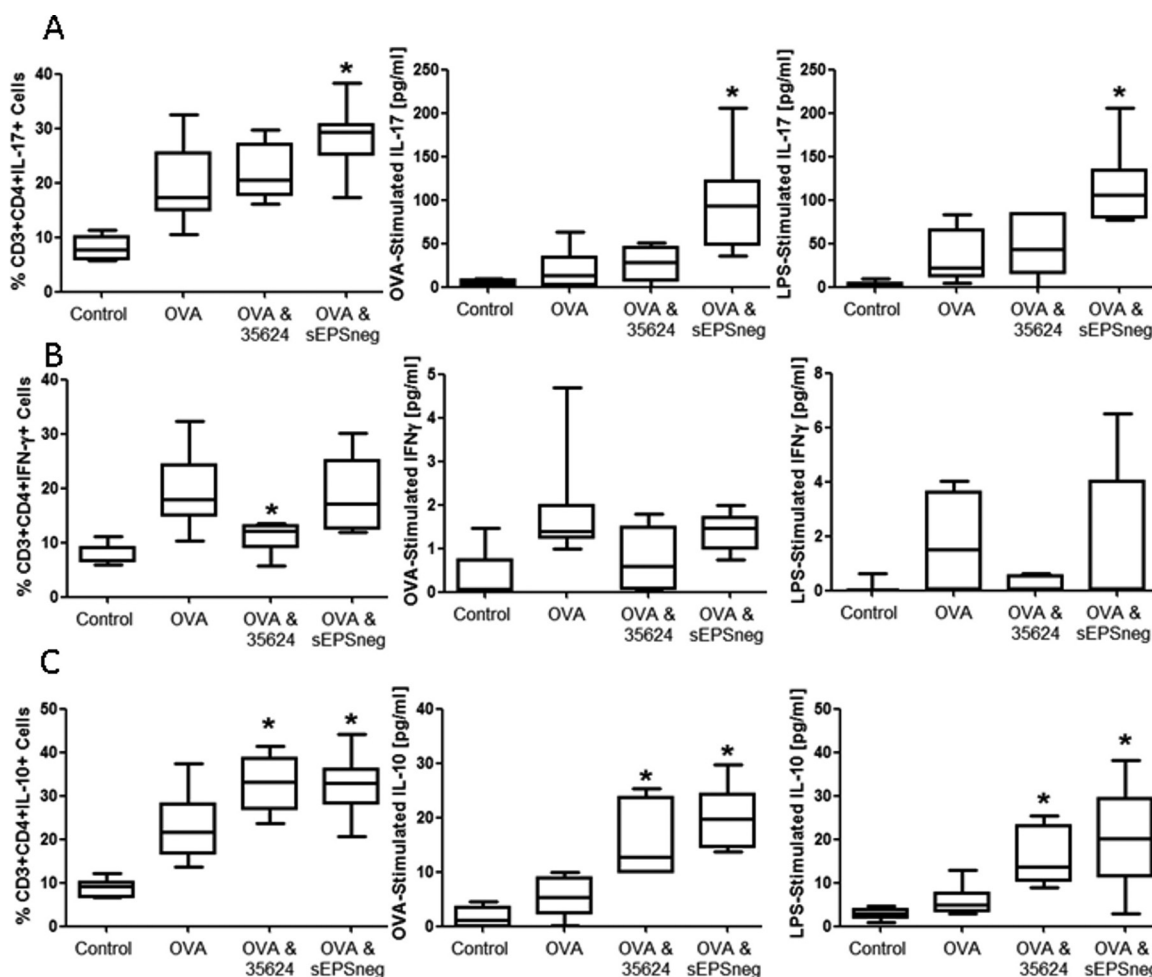 A
% CD3+CD4+IL-17+ Cells
40
30
20
10
0
*
Control
OVA
OVA &
35624
OVA &
sEPSneg
OVA-Stimulated IL-17 [pg/ml]
250
200
150
100
50
0
*
Control
OVA
OVA &
35624
OVA &
sEPSneg
LPS-Stimulated IL-17 [pg/ml]
250
200
150
100
50
0
*
Control
OVA
OVA &
35624
OVA &
sEPSneg
B
% CD3+CD4+IFN-γ+ Cells
40
30
20
10
0
*
Control
OVA
OVA &
35624
OVA &
sEPSneg
OVA-Stimulated IFNγ [pg/ml]
5
4
3
2
1
0
Control
OVA
OVA &
35624
OVA &
sEPSneg
LPS-Stimulated IFNγ [pg/ml]
8
6
4
2
0
Control
OVA
OVA &
35624
OVA &
sEPSneg
C
% CD3+CD4+IL-10+ Cells
50
40
30
20
10
0
*
*
Control
OVA
OVA &
35624
OVA &
sEPSneg
OVA-Stimulated IL-10 [pg/ml]
40
30
20
10
0
*
*
Control
OVA
OVA &
35624
OVA &
sEPSneg
LPS-Stimulated IL-10 [pg/ml]
50
40
30
20
10
0
*
*
Control
OVA
OVA &
35624
OVA &
sEPSneg